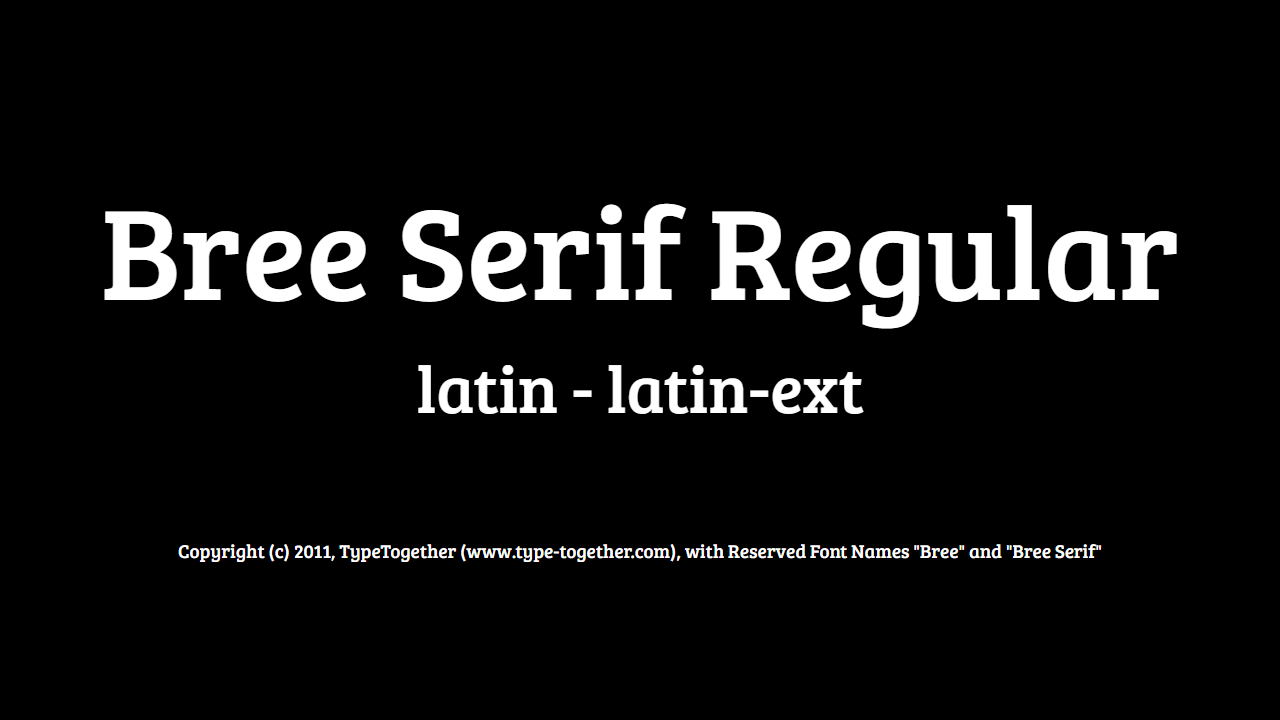 Bree Serif Regular
latin - latin-ext
Copyright (c) 2011, TypeTogether (www.type-together.com), with Reserved Font Names "Bree" and "Bree Serif"